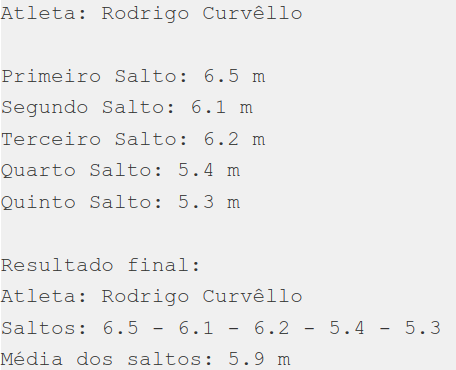 Atleta: Rodrigo Curvêllo
Primeiro Salto: 6.5 m
Segundo Salto: 6.1 m
Terceiro Salto: 6.2 m
Quarto Salto: 5.4 m
Quinto Salto: 5.3 m
Resultado final:
Atleta: Rodrigo Curvêllo
Saltos: 6.5 - 6.1 - 6.2 - 5.4 - 5.3
Média dos saltos: 5.9 m